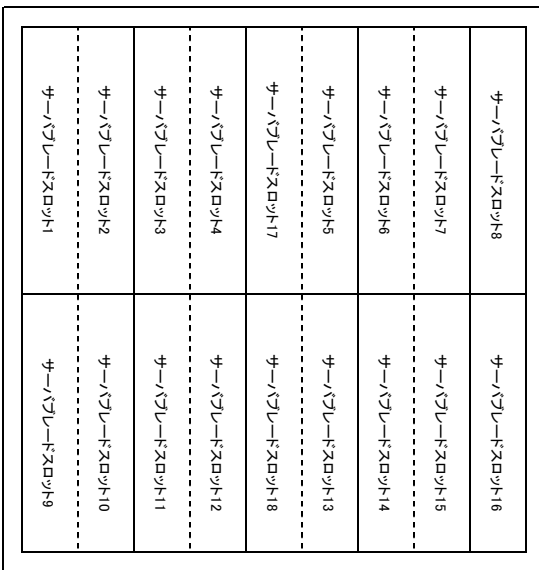 サーバブレードスロット1
サーバブレードスロット2
サーバブレードスロット3
サーバブレードスロット4
サーバブレードスロット17
サーバブレードスロット5
サーバブレードスロット6
サーバブレードスロット7
サーバブレードスロット8
サーバブレードスロット9
サーバブレードスロット10
サーバブレードスロット11
サーバブレードスロット12
サーバブレードスロット18
サーバブレードスロット13
サーバブレードスロット14
サーバブレードスロット15
サーバブレードスロット16